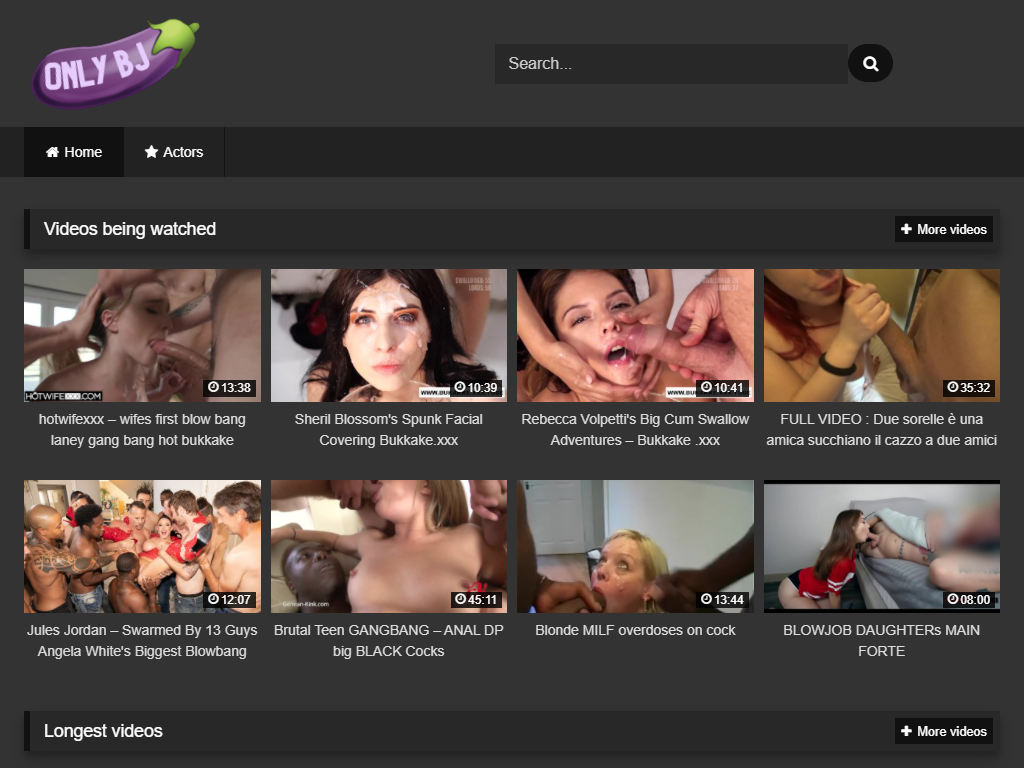 ONLY BJ
Search...
Home
Actors
Videos being watched
More videos
HOTWIFEXXX.COM
13:38
10:39
10:41
35:32
hotwifexxx – wifes first blow bang
laney gang bang hot bukkake
Sheril Blossom's Spunk Facial
Covering Bukkake.xxx
Rebecca Volpetti's Big Cum Swallow
Adventures – Bukkake .xxx
FULL VIDEO : Due sorelle è una
amica succhiano il cazzo a due amici
12:07
German-Kink.com
45:11
13:44
08:00
Jules Jordan – Swarmed By 13 Guys
Angela White's Biggest Blowbang
Brutal Teen GANGBANG – ANAL DP
big BLACK Cocks
Blonde MILF overdoses on cock
BLOWJOB DAUGHTERs MAIN
FORTE
Longest videos
More videos